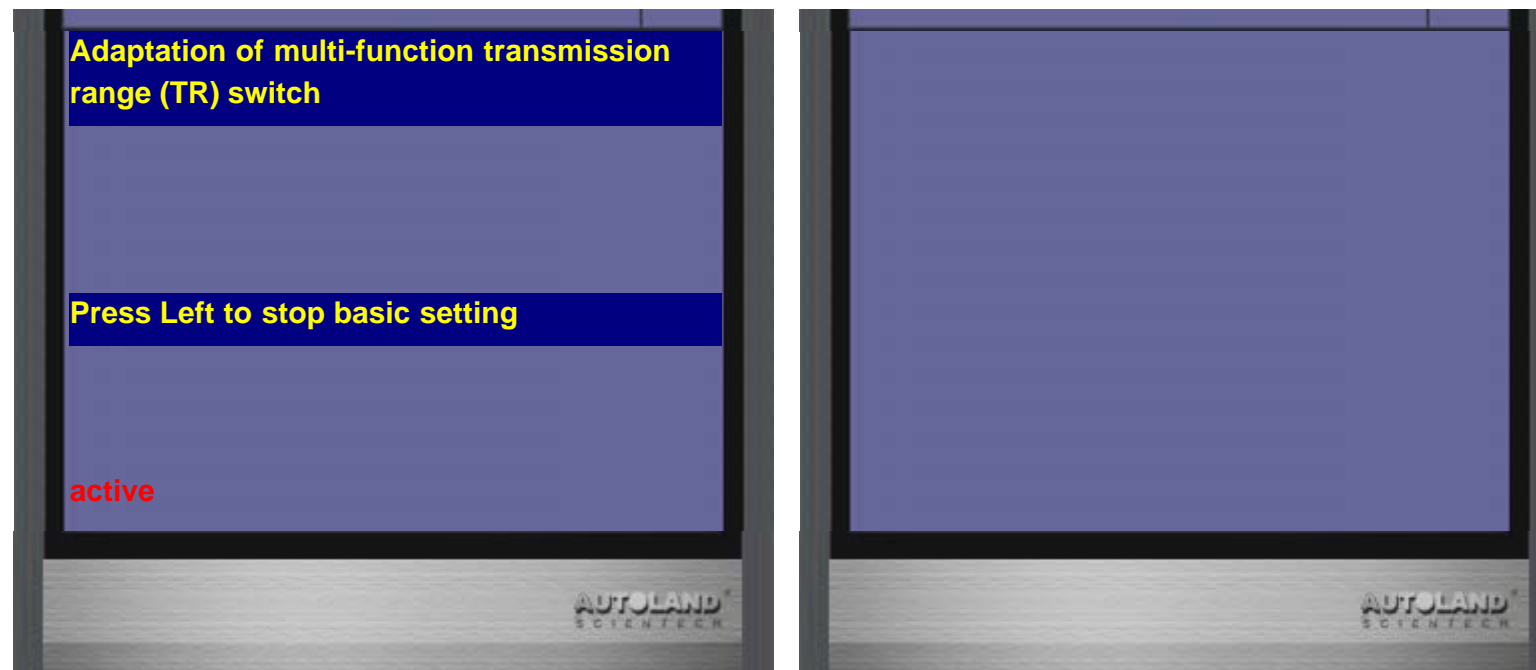 Adaptation of multi-function transmission
range (TR) switch
Press Left to stop basic setting
active
AUTOLAND
SCIENTECH
AUTOLAND
SCIENTECH